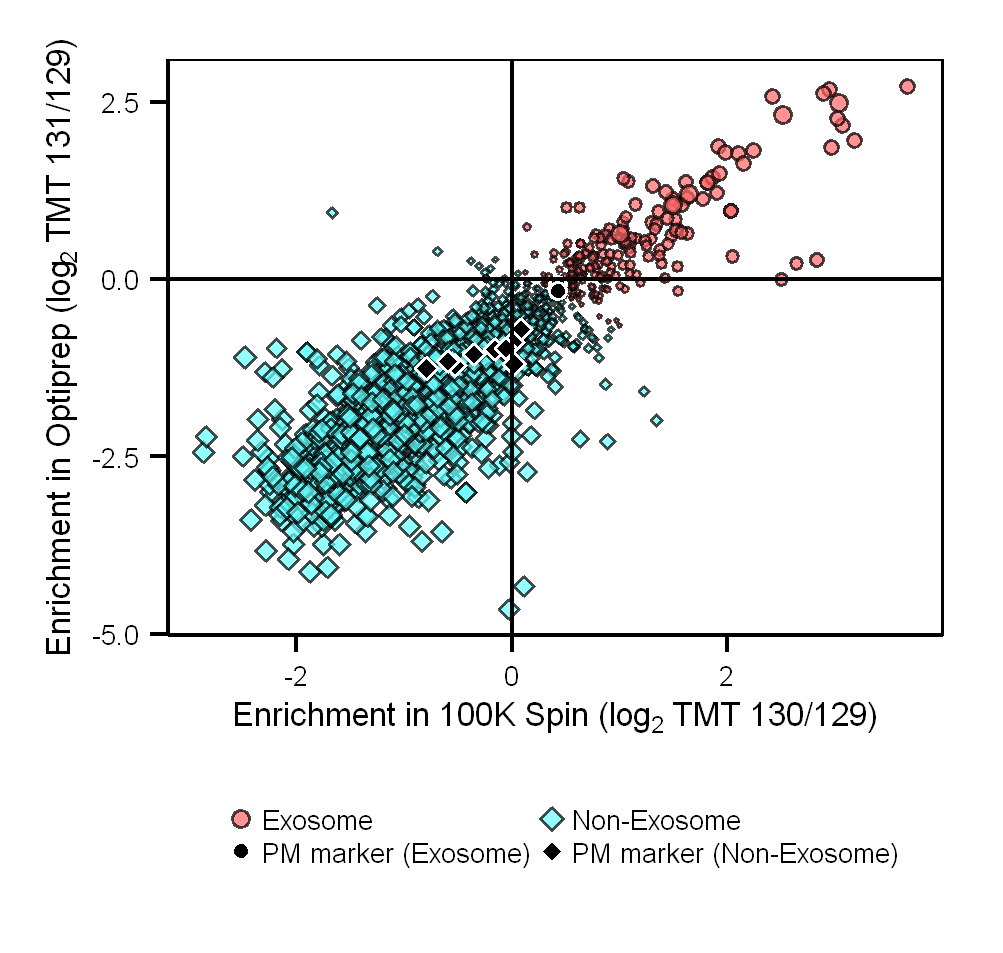 Enrichment in Optiprep (log2 TMT 131/129)
2.5
0.0
-2.5
-5.0
-2 0 2
Enrichment in 100K Spin (log2 TMT 130/129)
Exosome Non-Exosome
PM marker (Exosome) PM marker (Non-Exosome)